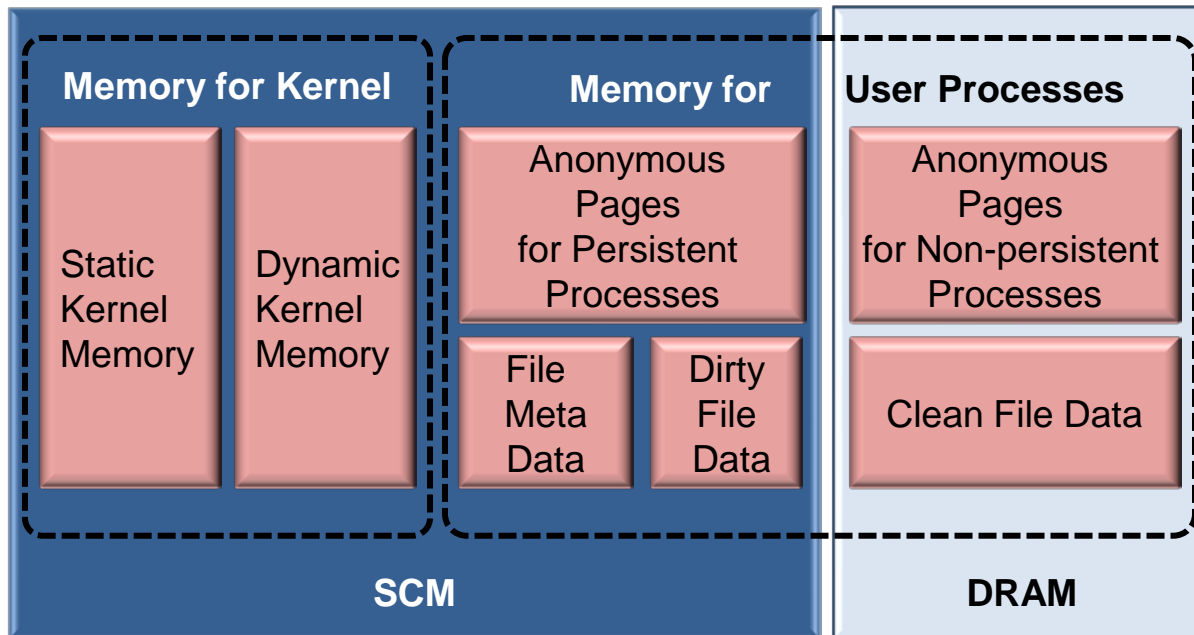 Memory for Kernel
Static
Kernel
Memory
Dynamic
Kernel
Memory
Memory for User Processes
Anonymous
Pages
for Persistent
Processes
File
Meta
Data
Dirty
File
Data
Anonymous
Pages
for Non-persistent
Processes
Clean File Data
SCM
DRAM